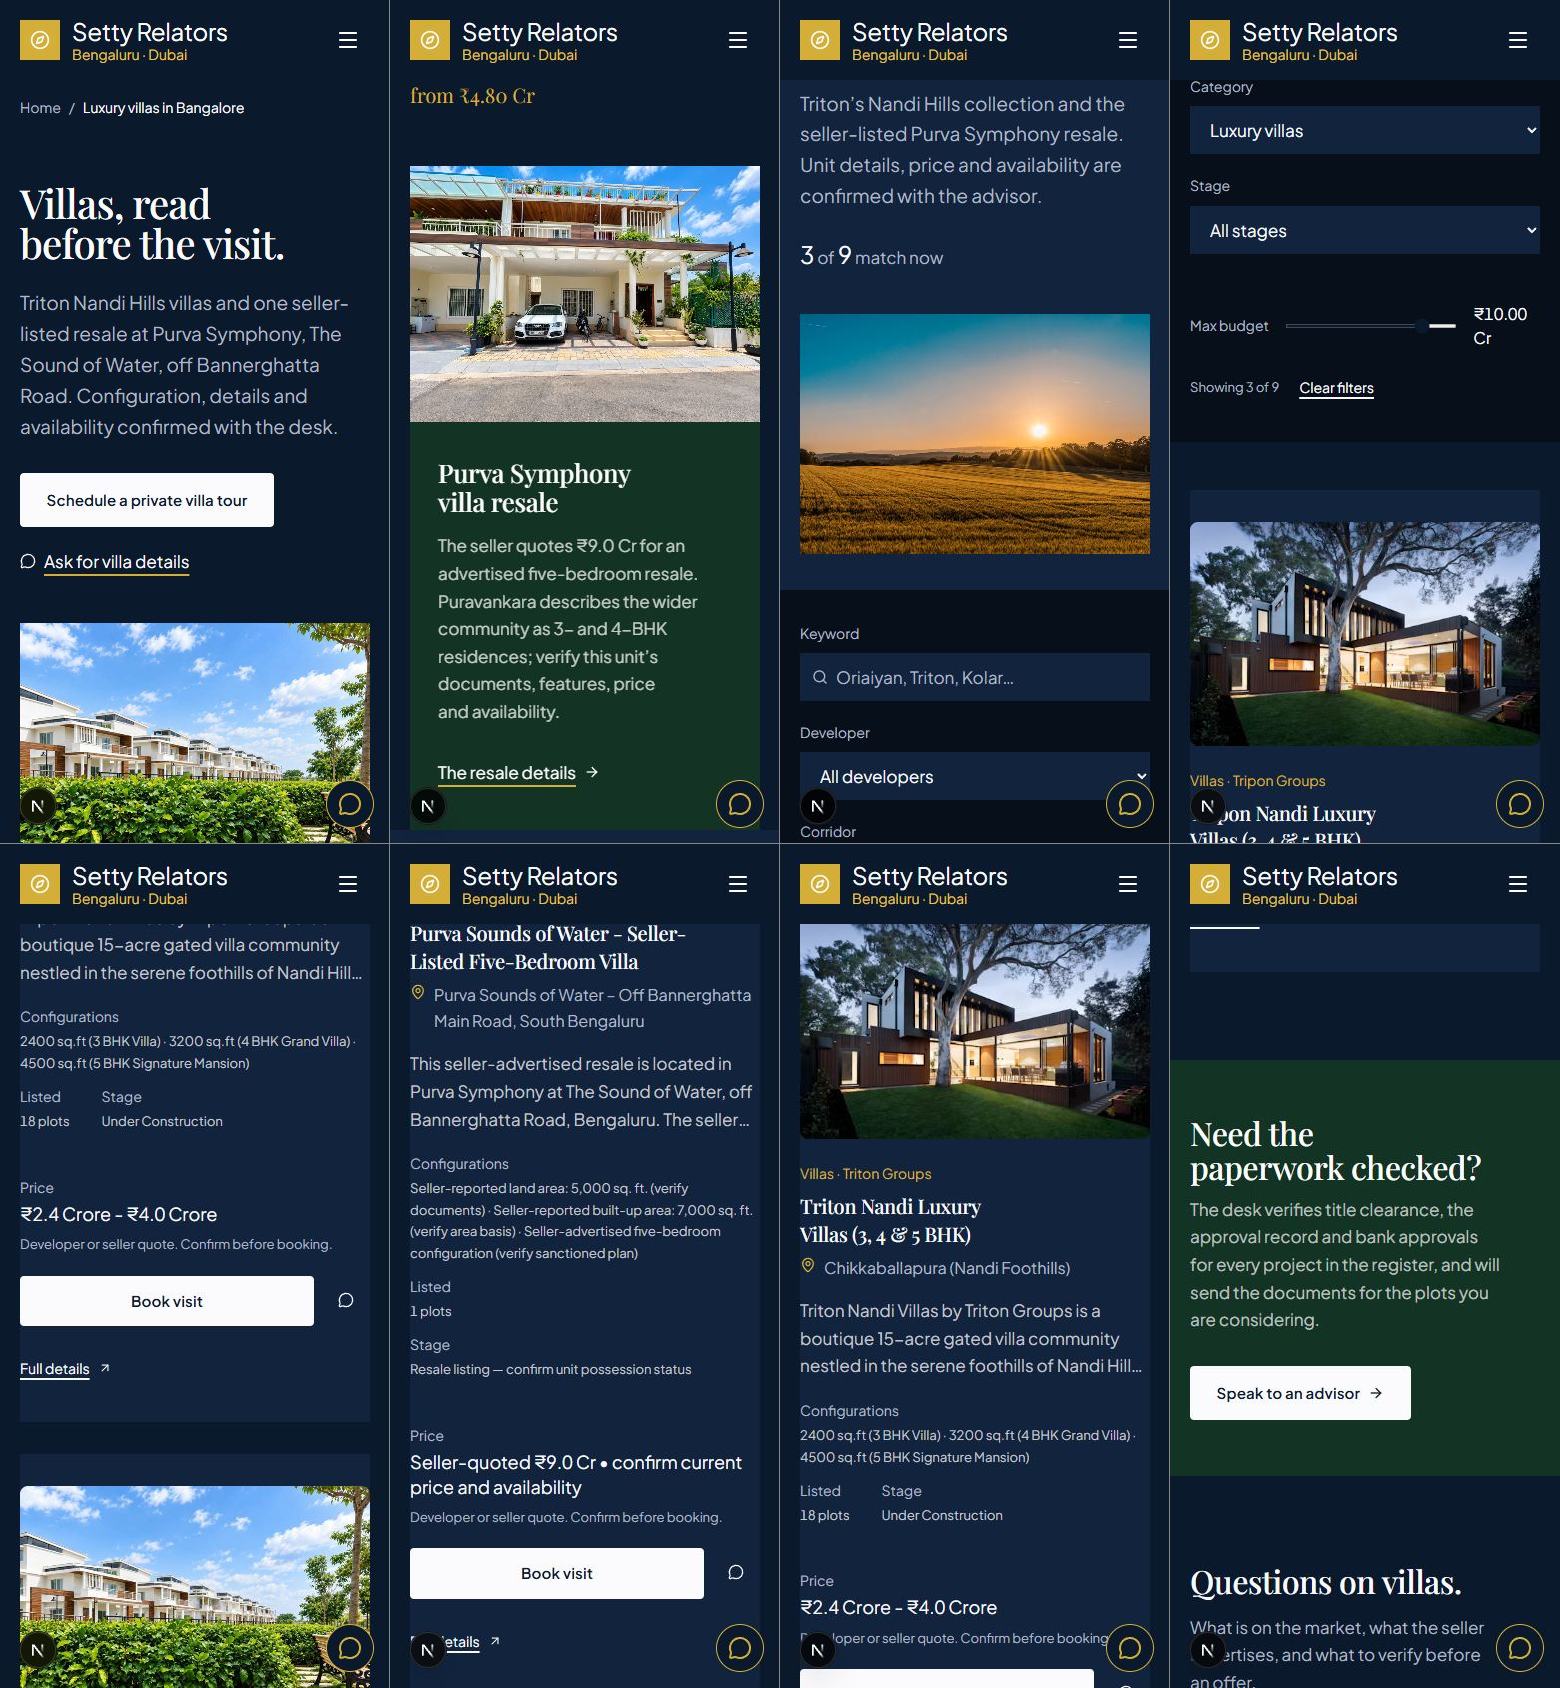 Setty Relators
Bengaluru · Dubai
Home / Luxury villas in Bangalore
Villas, read
before the visit.
Triton Nandi Hills villas and one seller-
listed resale at Purva Symphony, The
Sound of Water, off Bannerghatta
Road. Configuration, details and
availability confirmed with the desk.
Schedule a private villa tour
Ask for villa details
N
Setty Relators
Bengaluru · Dubai
from ₹4.80 Cr
Purva Symphony
villa resale
The seller quotes ₹9.0 Cr for an
advertised five-bedroom resale.
Puravankara describes the wider
community as 3– and 4–BHK
residences; verify this unit’s
documents, features, price
and availability.
The resale details →
N
Setty Relators
Bengaluru · Dubai
Triton’s Nandi Hills collection and the
seller-listed Purva Symphony resale.
Unit details, price and availability are
confirmed with the advisor.
3 of 9 match now
Keyword
Oriaiyan, Triton, Kolar...
Developer
All developers
N
Corridor
Setty Relators
Bengaluru · Dubai
Category
Luxury villas
Stage
All stages
Max budget
₹10.00
Cr
Showing 3 of 9 Clear filters
Villas · Tripon Groups
N
Nandi Luxury
Villas (3, 4 & 5 BHK)
Setty Relators
Bengaluru · Dubai
boutique 15–acre gated villa community
nestled in the serene foothills of Nandi Hill...
Configurations
2400 sq.ft (3 BHK Villa) · 3200 sq.ft (4 BHK Grand Villa) ·
4500 sq.ft (5 BHK Signature Mansion)
Listed Stage
18 plots Under Construction
Price
₹2.4 Crore - ₹4.0 Crore
Developer or seller quote. Confirm before booking.
Book visit
Full details ↗
N
Setty Relators
Bengaluru · Dubai
Purva Sounds of Water – Seller-
Listed Five–Bedroom Villa
Purva Sounds of Water – Off Bannerghatta
Main Road, South Bengaluru
This seller-advertised resale is located in
Purva Symphony at The Sound of Water, off
Bannerghatta Road, Bengaluru. The seller...
Configurations
Seller-reported land area: 5,000 sq. ft. (verify
documents) · Seller-reported built-up area: 7,000 sq. ft.
(verify area basis) · Seller-advertised five-bedroom
configuration (verify sanctioned plan)
Listed
1 plots
Stage
Resale listing — confirm unit possession status
Price
Seller-quoted ₹9.0 Cr • confirm current
price and availability
Developer or seller quote. Confirm before booking.
Book visit
details ↗
N
Setty Relators
Bengaluru · Dubai
Villas · Triton Groups
Triton Nandi Luxury
Villas (3, 4 & 5 BHK)
Chikkaballapura (Nandi Foothills)
Triton Nandi Villas by Triton Groups is a
boutique 15–acre gated villa community
nestled in the serene foothills of Nandi Hill...
Configurations
2400 sq.ft (3 BHK Villa) · 3200 sq.ft (4 BHK Grand Villa) ·
4500 sq.ft (5 BHK Signature Mansion)
Listed Stage
18 plots Under Construction
Price
₹2.4 Crore - ₹4.0 Crore
or seller quote. Confirm before booking
N
Setty Relators
Bengaluru · Dubai
Need the
paperwork checked?
The desk verifies title clearance, the
approval record and bank approvals
for every project in the register, and will
send the documents for the plots you
are considering.
Speak to an advisor →
Questions on villas.
What is on the market, what the seller
advertises, and what to verify before
an offer.
N